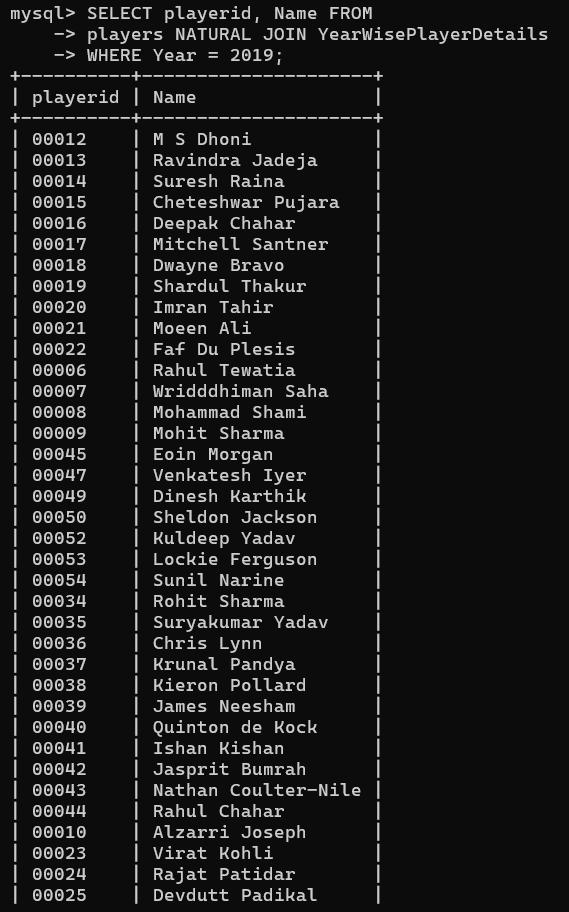 mysql> SELECT playerid, Name FROM
    -> players NATURAL JOIN YearWisePlayerDetails
    -> WHERE Year = 2019;
+----------+---------------------+
| playerid | Name                |
+----------+---------------------+
| 00012    | M S Dhoni           |
| 00013    | Ravindra Jadeja     |
| 00014    | Suresh Raina        |
| 00015    | Cheteshwar Pujara   |
| 00016    | Deepak Chahar       |
| 00017    | Mitchell Santner    |
| 00018    | Dwayne Bravo        |
| 00019    | Shardul Thakur      |
| 00020    | Imran Tahir         |
| 00021    | Moeen Ali           |
| 00022    | Faf Du Plesis       |
| 00006    | Rahul Tewatia       |
| 00007    | Wridddhiman Saha    |
| 00008    | Mohammad Shami      |
| 00009    | Mohit Sharma        |
| 00045    | Eoin Morgan         |
| 00047    | Venkatesh Iyer      |
| 00049    | Dinesh Karthik      |
| 00050    | Sheldon Jackson     |
| 00052    | Kuldeep Yadav       |
| 00053    | Lockie Ferguson     |
| 00054    | Sunil Narine        |
| 00034    | Rohit Sharma        |
| 00035    | Suryakumar Yadav    |
| 00036    | Chris Lynn          |
| 00037    | Krunal Pandya       |
| 00038    | Kieron Pollard      |
| 00039    | James Neesham       |
| 00040    | Quinton de Kock     |
| 00041    | Ishan Kishan        |
| 00042    | Jasprit Bumrah      |
| 00043    | Nathan Coulter-Nile |
| 00044    | Rahul Chahar        |
| 00010    | Alzarri Joseph      |
| 00023    | Virat Kohli         |
| 00024    | Rajat Patidar       |
| 00025    | Devdutt Padikal     |